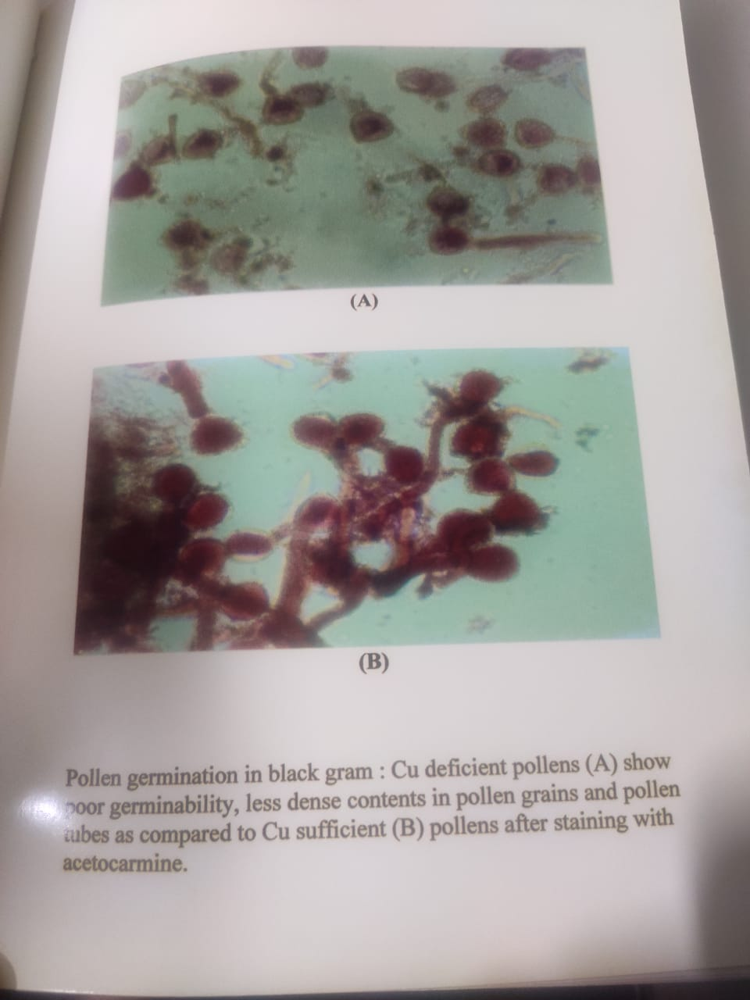 (A)
(B)
Pollen germination in black gram : Cu deficient pollens (A) show
poor germinability, less dense contents in pollen grains and pollen
tubes as compared to Cu sufficient (B) pollens after staining with
acetocarmine.